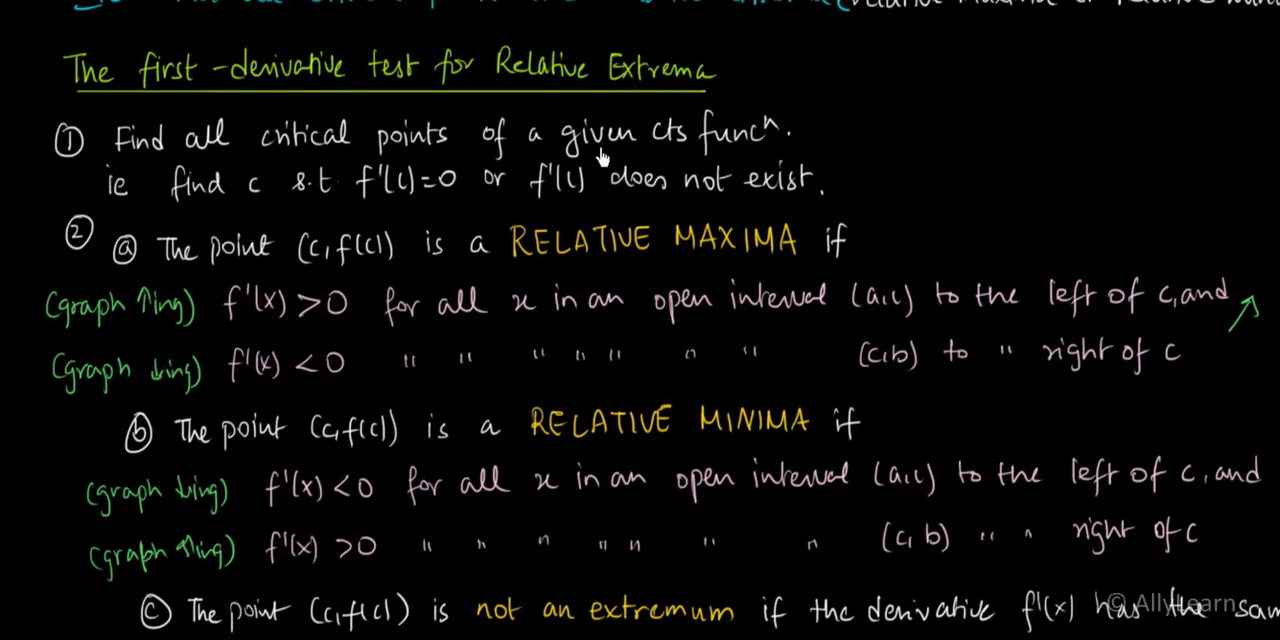 The first-derivative test for Relative Extrema
① Find all critical points of a given cts funcⁿ.
ie find c s.t f'(c)=0 or f'(c) does not exist.
② ⓐ The point (c, f(c)) is a RELATIVE MAXIMA if
(graph ↑ing) f'(x) > 0 for all x in an open interval (a,c) to the left of c, and
(graph ↓ing) f'(x) < 0 " " " " " " " (c,b) to " right of c
ⓑ The point (c, f(c)) is a RELATIVE MINIMA if
(graph ↓ing) f'(x) < 0 for all x in an open interval (a,c) to the left of c, and
(graph ↑ing) f'(x) > 0 " " " " " " " (c, b) " " right of c
ⓒ The point (c, f(c)) is not an extremum if the derivative f'(x) has the sam
© AllyLearn